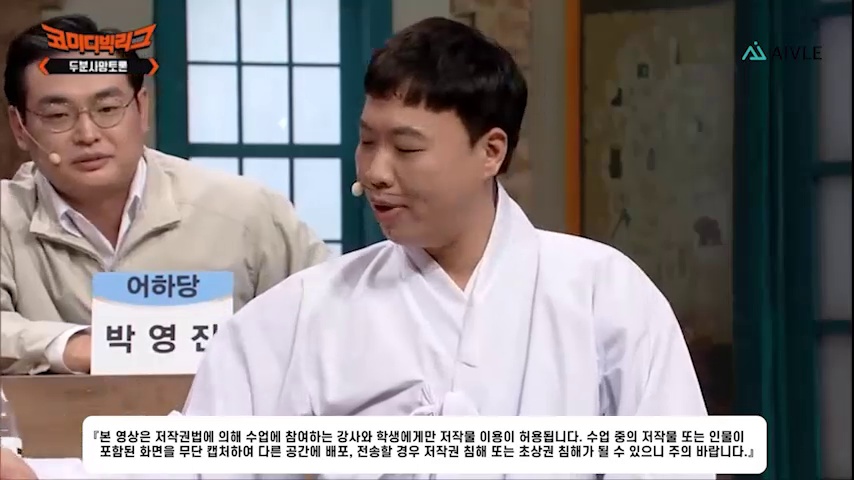 코미디빅리그
두분사망토론
AIVLE
어하당
박영진
『본 영상은 저작권법에 의해 수업에 참여하는 강사와 학생에게만 저작물 이용이 허용됩니다. 수업 중의 저작물 또는 인물이
포함된 화면을 무단 캡처하여 다른 공간에 배포, 전송할 경우 저작권 침해 또는 초상권 침해가 될 수 있으니 주의 바랍니다.』